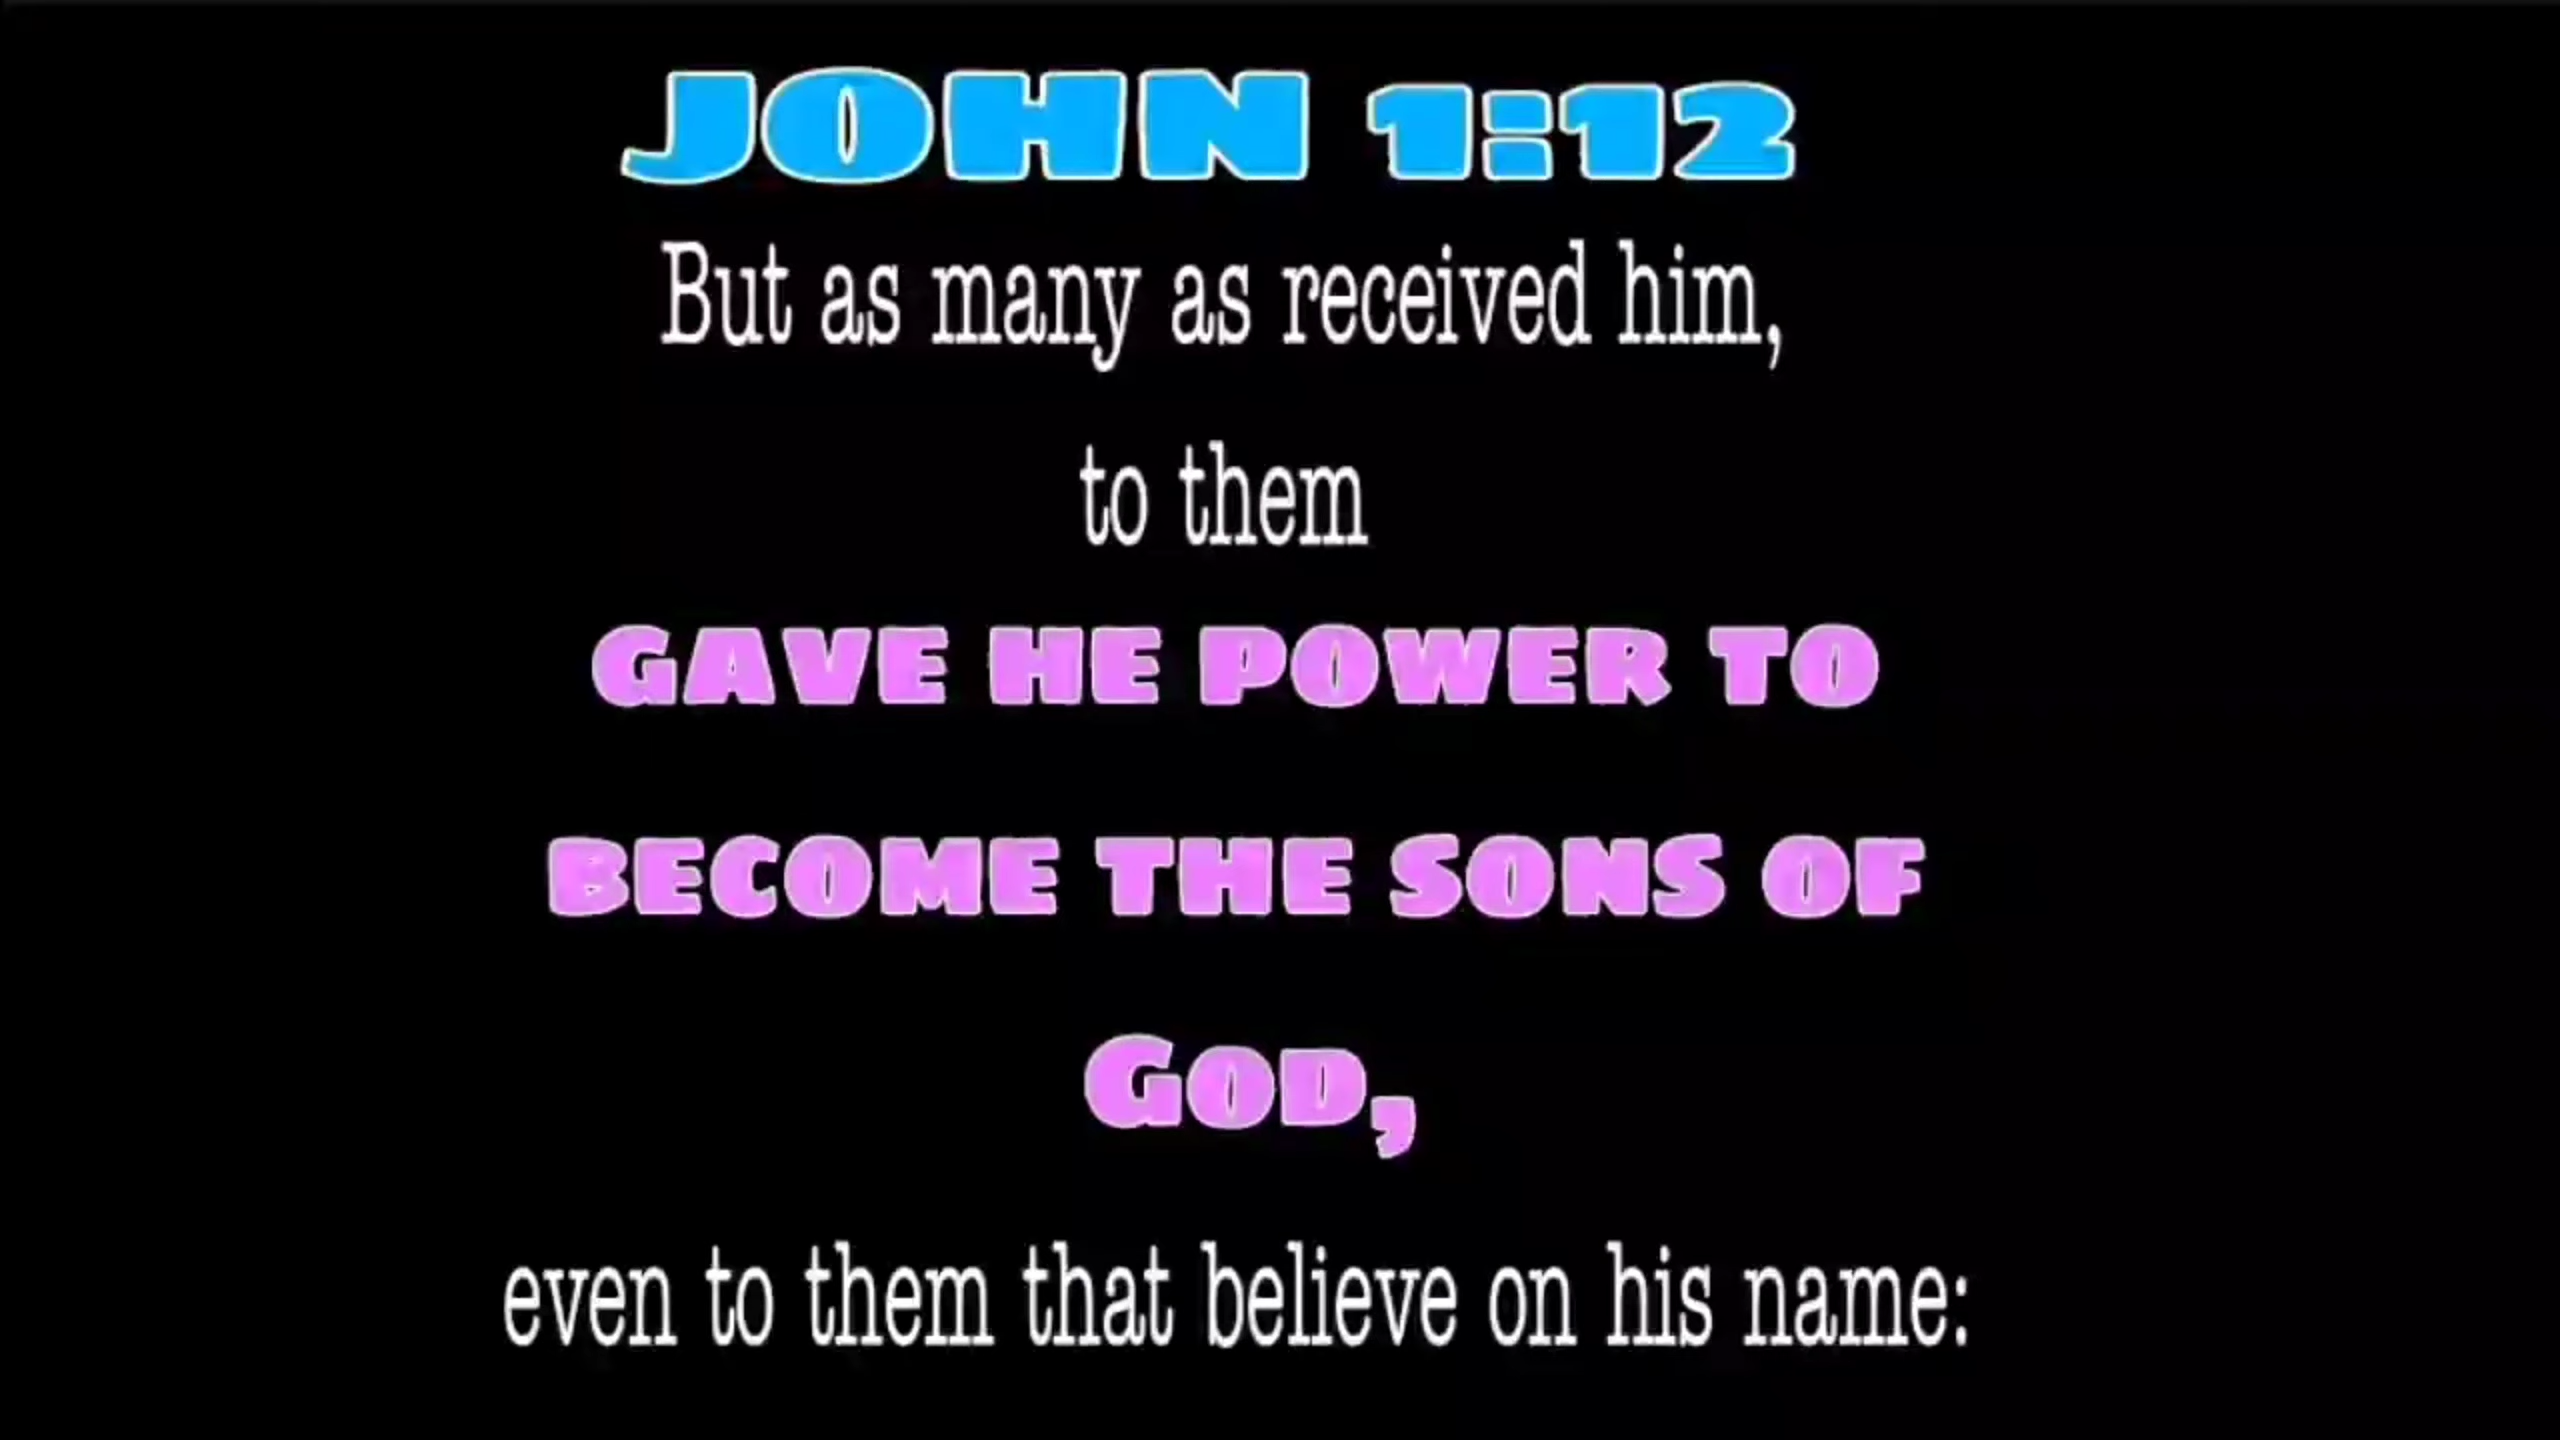 JOHN 1:12
But as many as received him,
to them
GAVE HE POWER TO
BECOME THE SONS OF
GOD,
even to them that believe on his name: